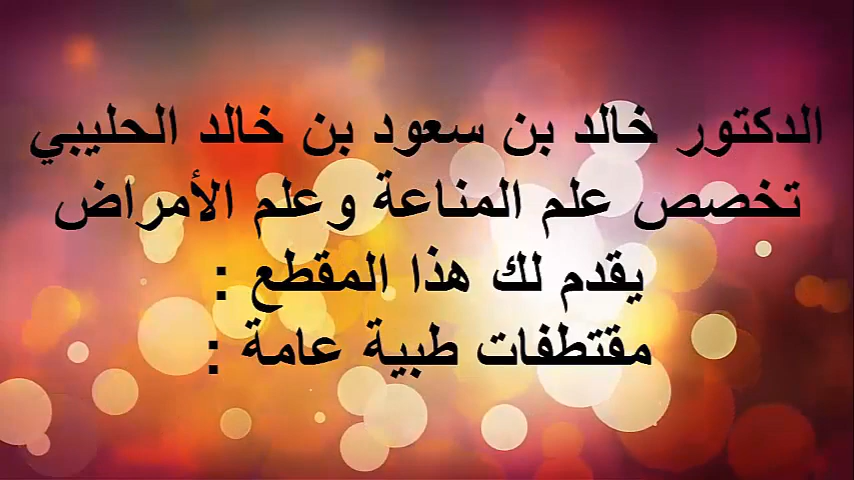 الدكتور خالد بن سعود بن خالد الحليبي
تخصص علم المناعة وعلم الأمراض
يقدم لك هذا المقطع :
مقتطفات طبية عامة :